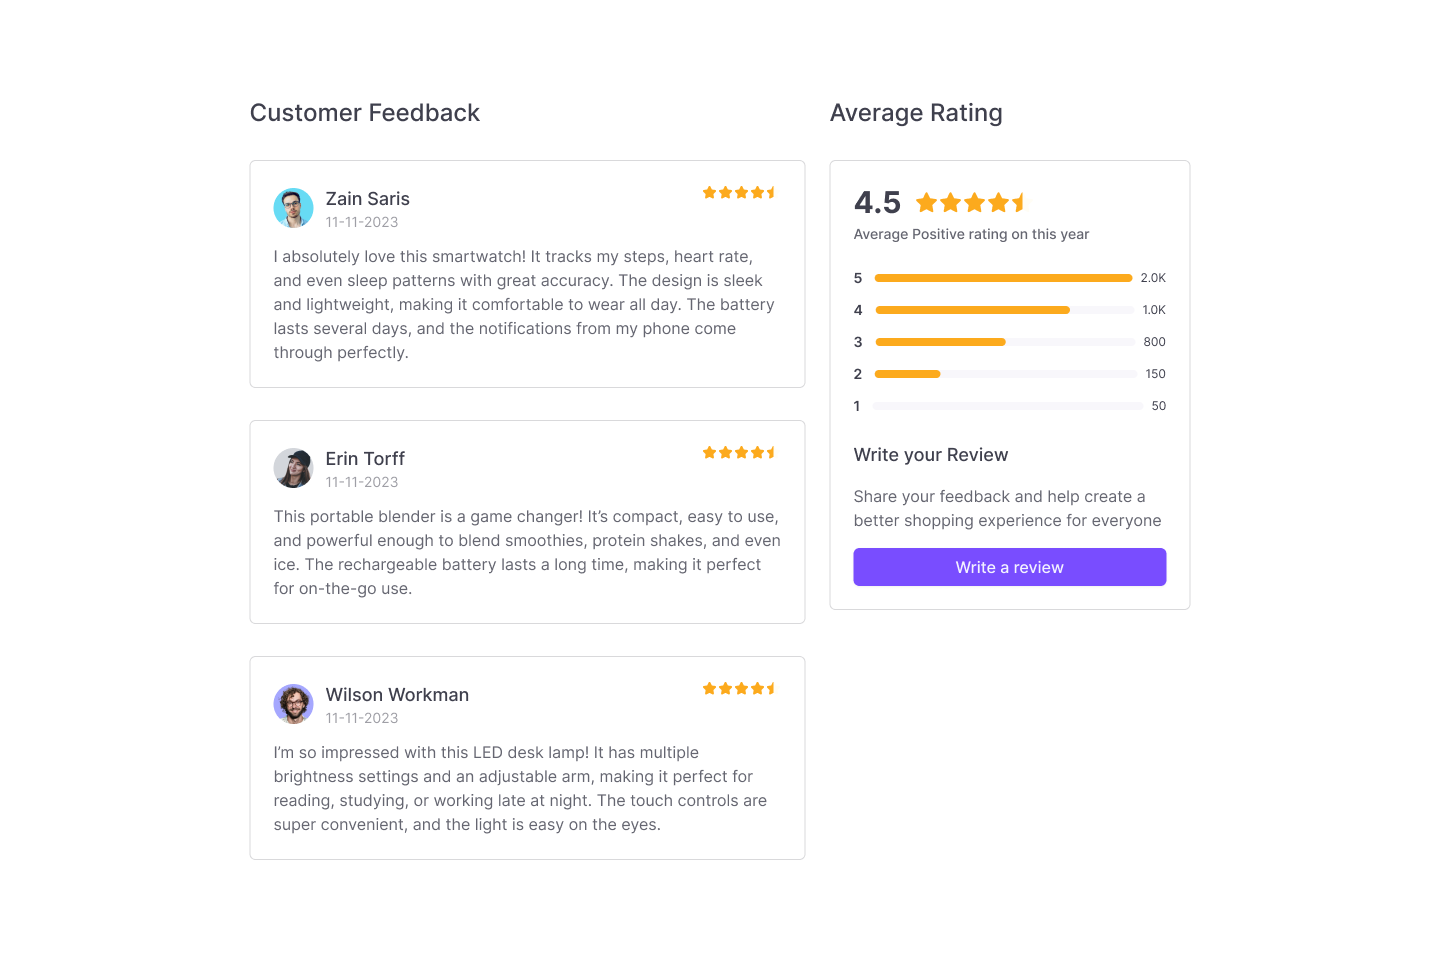 Customer Feedback
Zain Saris
11-11-2023
I absolutely love this smartwatch! It tracks my steps, heart rate,
and even sleep patterns with great accuracy. The design is sleek
and lightweight, making it comfortable to wear all day. The battery
lasts several days, and the notifications from my phone come
through perfectly.
Erin Torff
11-11-2023
This portable blender is a game changer! It’s compact, easy to use,
and powerful enough to blend smoothies, protein shakes, and even
ice. The rechargeable battery lasts a long time, making it perfect
for on-the-go use.
Wilson Workman
11-11-2023
I’m so impressed with this LED desk lamp! It has multiple
brightness settings and an adjustable arm, making it perfect for
reading, studying, or working late at night. The touch controls are
super convenient, and the light is easy on the eyes.
Average Rating
4.5
Average Positive rating on this year
5 2.0K
4 1.0K
3 800
2 150
1 50
Write your Review
Share your feedback and help create a
better shopping experience for everyone
Write a review